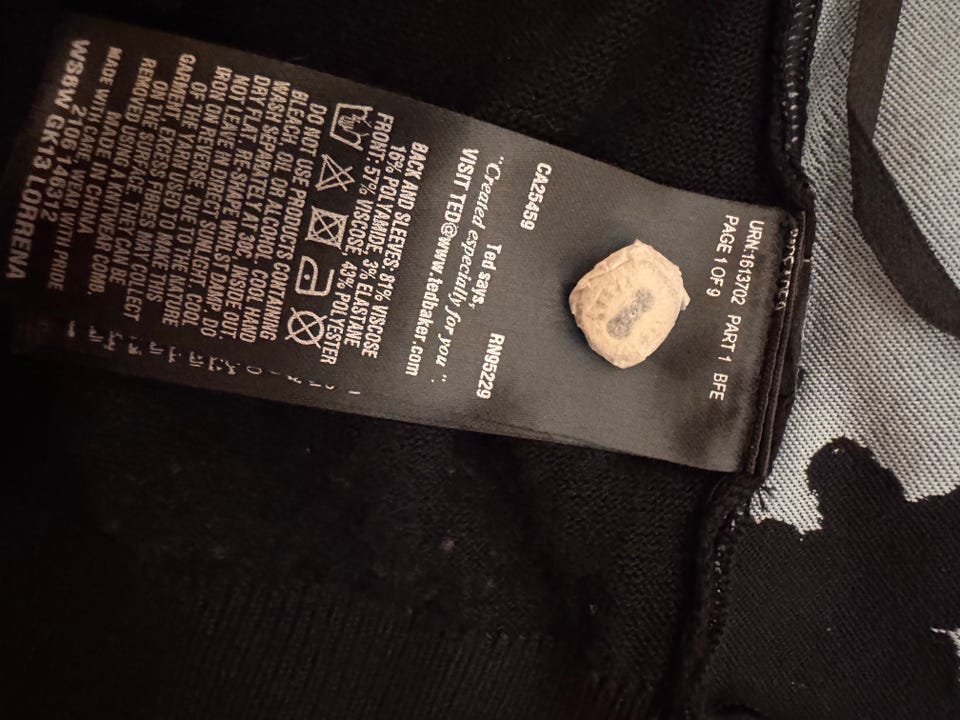 URN:1613702 PART 1 BFE
PAGE 1 OF 9
CA25459 RN95229
Ted says,
"Created especially for you".
VISIT TED@www.tedbaker.com
BACK AND SLEEVES: 81% VISCOSE
16% POLYAMIDE, 3% ELASTANE
FRONT: 57% VISCOSE, 43% POLYESTER
DO NOT USE PRODUCTS CONTAINING
BLEACH, OIL OR ALCOHOL. COOL HAND
WASH SEPARATELY AT 30C, INSIDE OUT,
DRY FLAT. RE-SHAPE WHILST DAMP. DO
NOT LEAVE IN DIRECT SUNLIGHT. COOL
IRON ON REVERSE. DUE TO THE NATURE
OF THE YARN USED TO MAKE THIS
GARMENT, EXCESS FIBRES MAY COLLECT
ON THE SURFACE. THEY CAN BE
REMOVED USING A KNITWEAR COMB.
MADE IN CHINA
MADE WITH CARE, WEAR WITH PRIDE
GK13 LORRENA